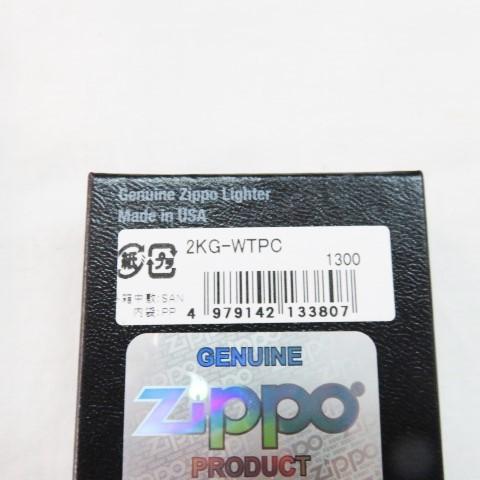 Genuine Zippo Lighter
Made in USA
2KG-WTPC
1300
紙 プラ
箱中敷:SAN
内袋:PP
4 979142 133807
GENUINE
Zippo®
PRODUCT